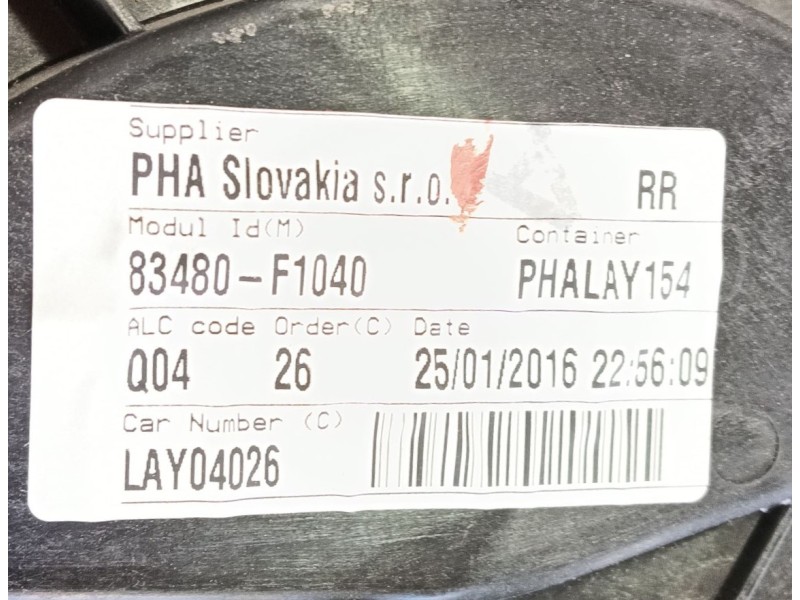 Supplier
PHA Slovakia s.r.o. RR
Modul Id(M) Container
83480-F1040 PHALAY154
ALC code Order(C) Date
Q04 26 25/01/2016 22:56:09
Car Number (C)
LAY04026